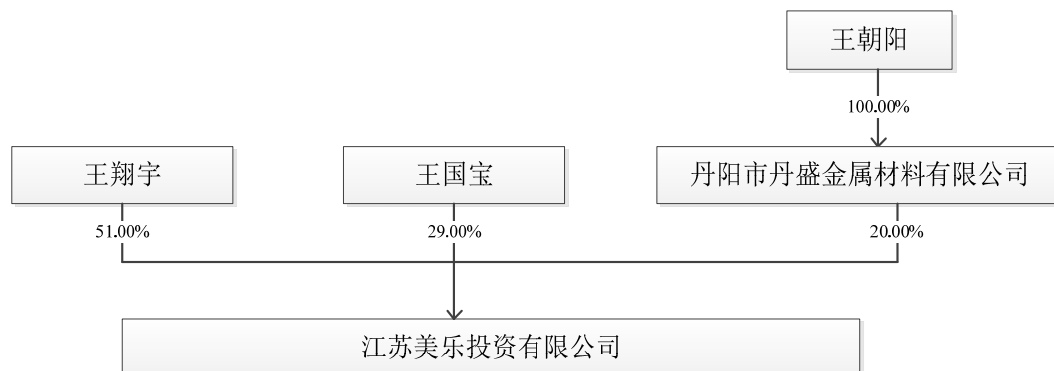 王朝阳
100.00%
王翔宇
王国宝
丹阳市丹盛金属材料有限公司
51.00%
29.00%
20.00%
江苏美乐投资有限公司